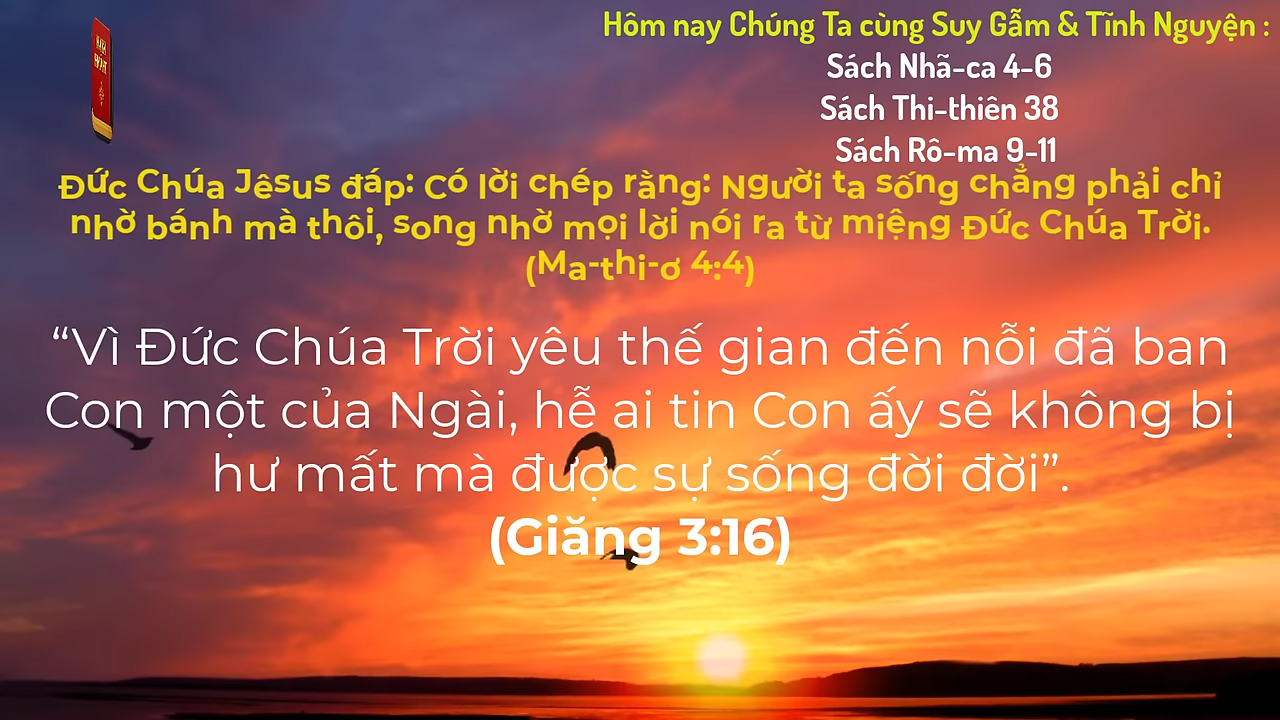 Hôm nay Chúng Ta cùng Suy Gẫm & Tĩnh Nguyện :
Sách Nhã-ca 4-6
Sách Thi-thiên 38
Sách Rô-ma 9-11
Đức Chúa Jêsus đáp: Có lời chép rằng: Người ta sống chẳng phải chỉ
nhờ bánh mà thôi, song nhờ mọi lời nói ra từ miệng Đức Chúa Trời.
(Ma-thi-ơ 4:4)
“Vì Đức Chúa Trời yêu thế gian đến nỗi đã ban
Con một của Ngài, hễ ai tin Con ấy sẽ không bị
hư mất mà được sự sống đời đời”.
(Giăng 3:16)